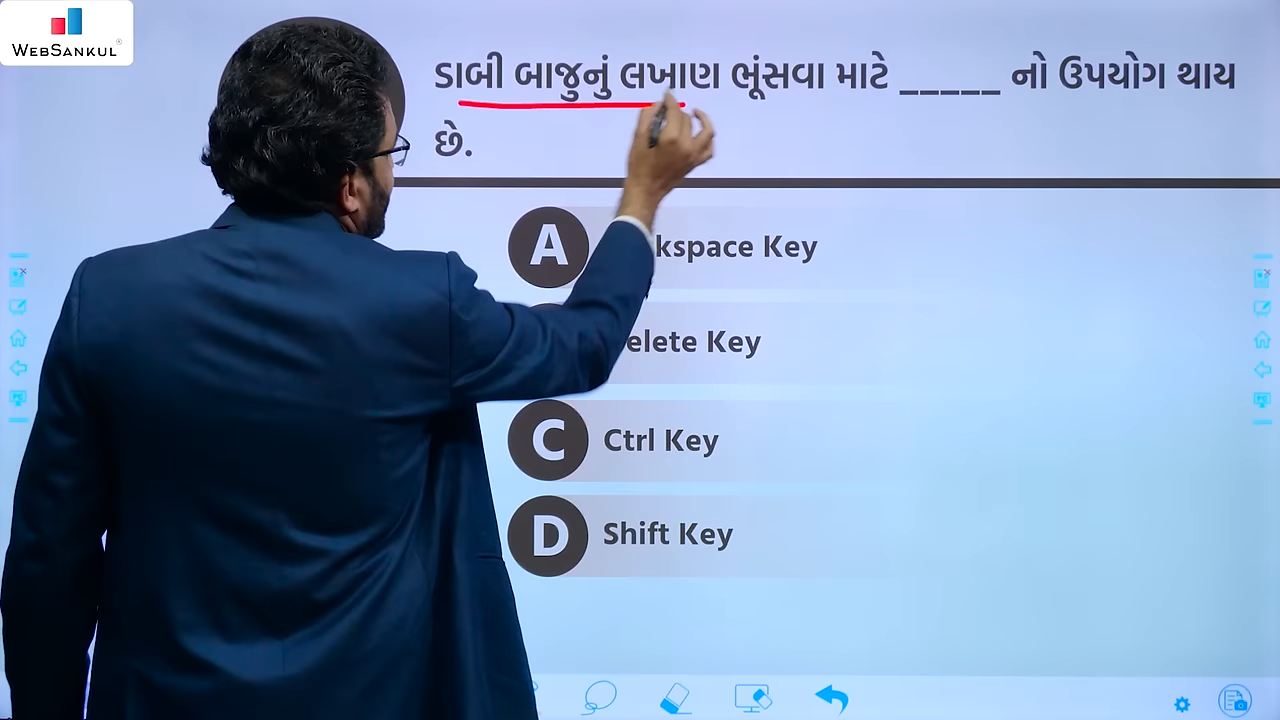 WEBSANKUL
ડાબી બાજુનું લખાણ ભૂંસવા માટે _____ નો ઉપયોગ થાય
છે.
A kspace Key
elete Key
C Ctrl Key
D Shift Key